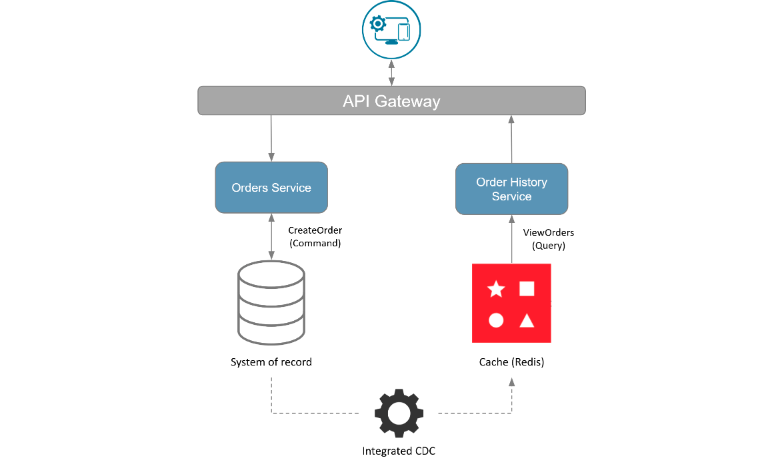 API Gateway
Orders Service
Order History
Service
CreateOrder
(Command)
ViewOrders
(Query)
System of record
Cache (Redis)
Integrated CDC